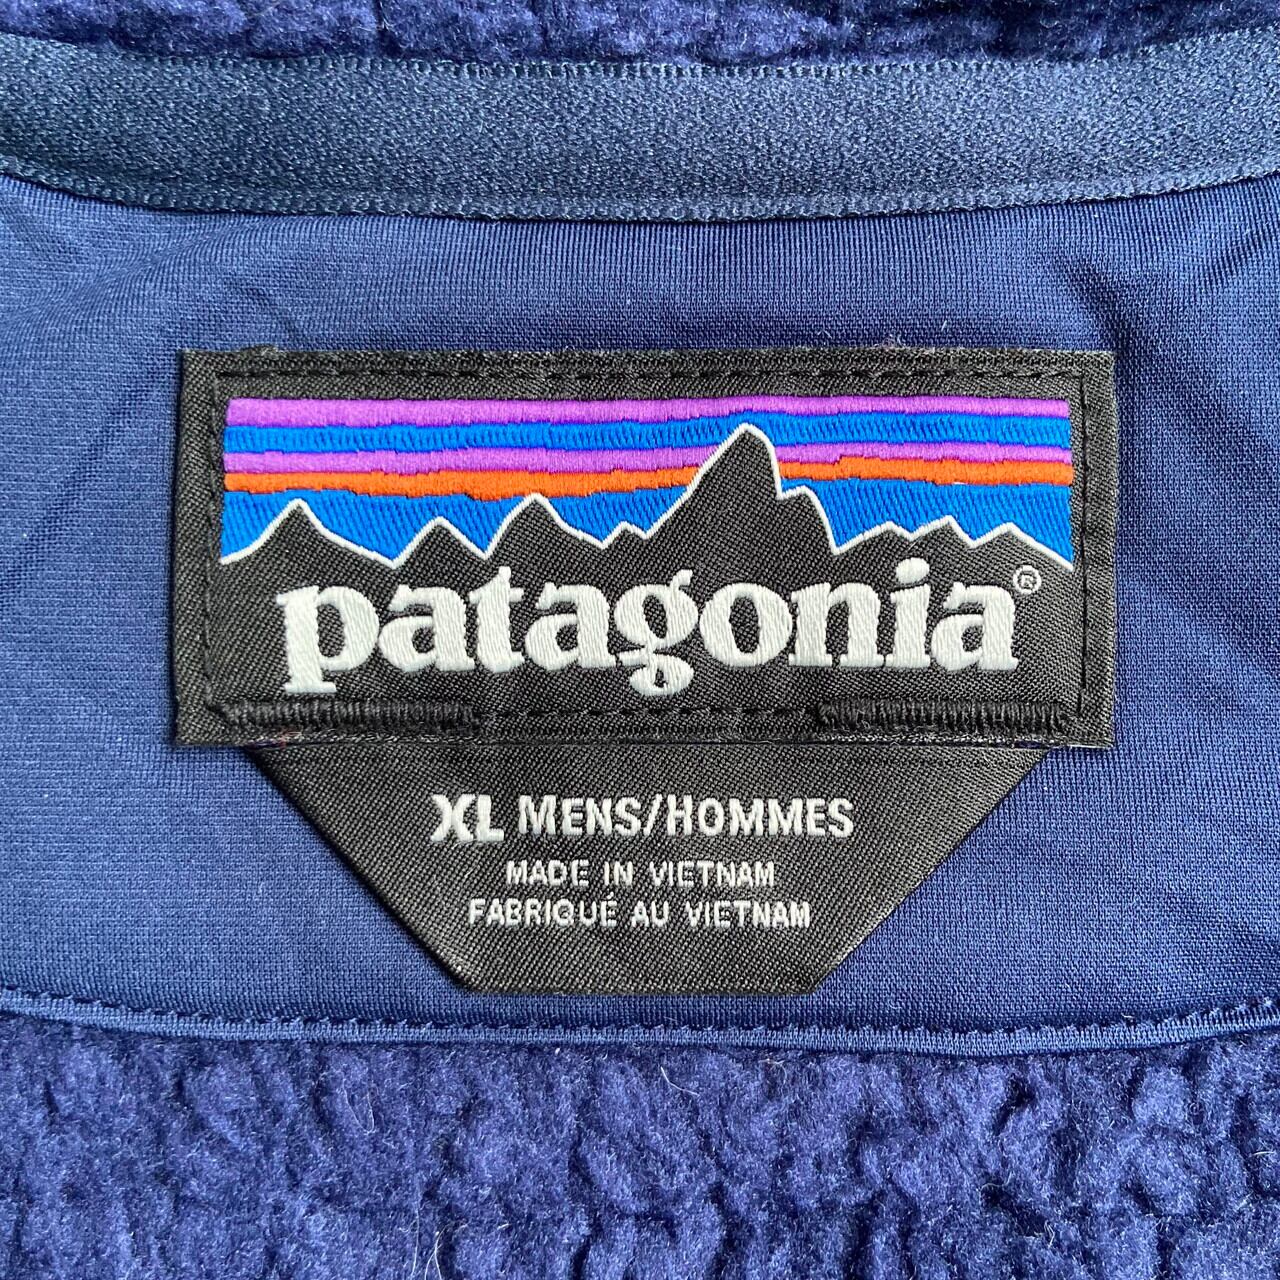 patagonia®
XL MENS/HOMMES
MADE IN VIETNAM
FABRIQUÉ AU VIETNAM